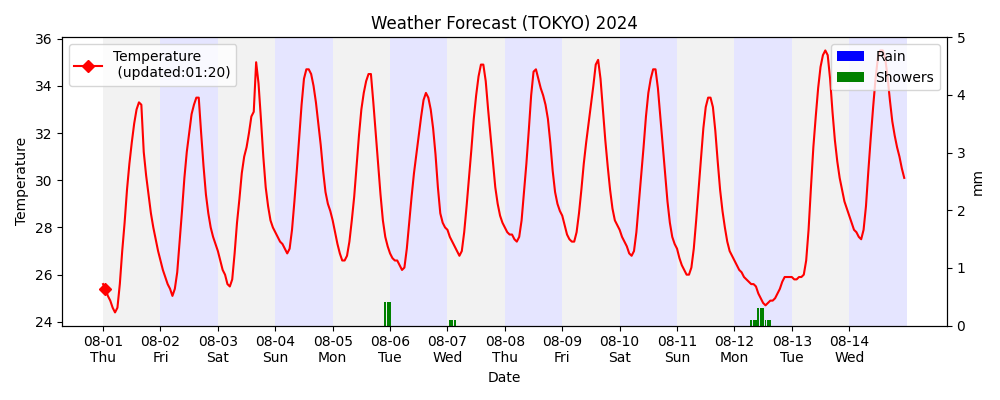 Weather Forecast (TOKYO) 2024
Temperature
(updated:01:20)
Rain
Showers
36
34
32
30
28
26
24
Temperature
5
4
3
2
1
0
mm
08-01 08-02 08-03 08-04 08-05 08-06 08-07 08-08 08-09 08-10 08-11 08-12 08-13 08-14
Thu Fri Sat Sun Mon Tue Wed Thu Fri Sat Sun Mon Tue Wed
Date